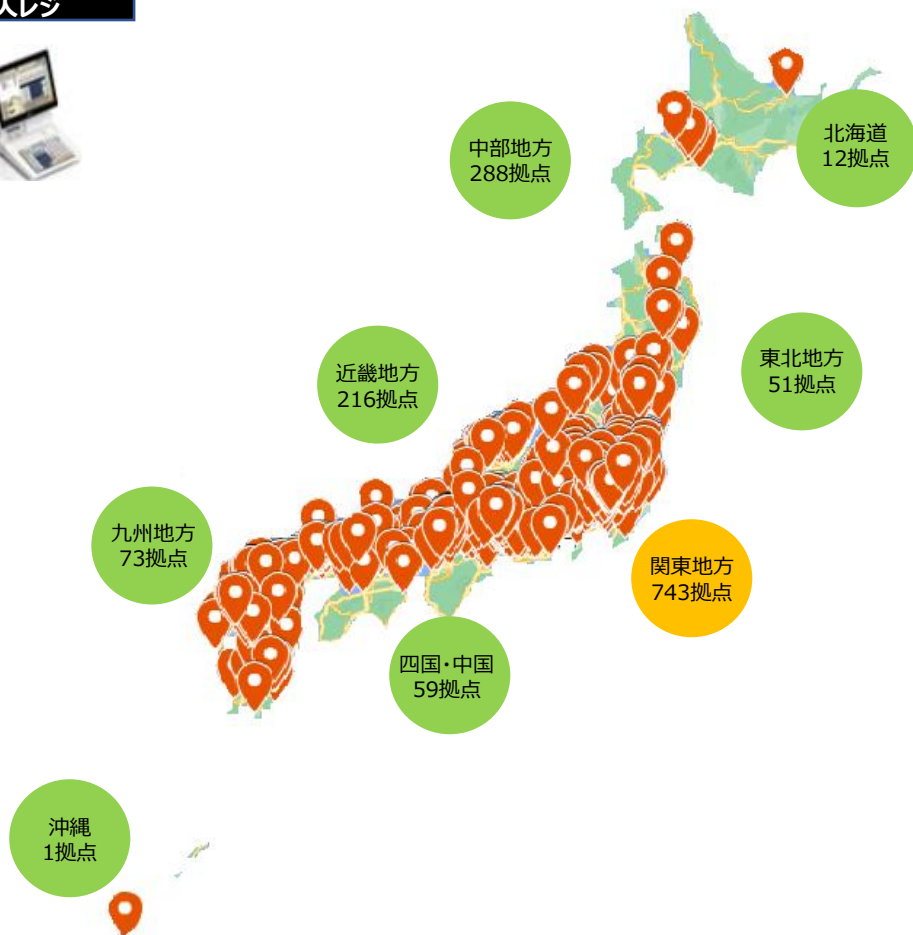 人レジ
中部地方
288拠点
北海道
12拠点
近畿地方
216拠点
東北地方
51拠点
九州地方
73拠点
関東地方
743拠点
四国・中国
59拠点
沖縄
1拠点